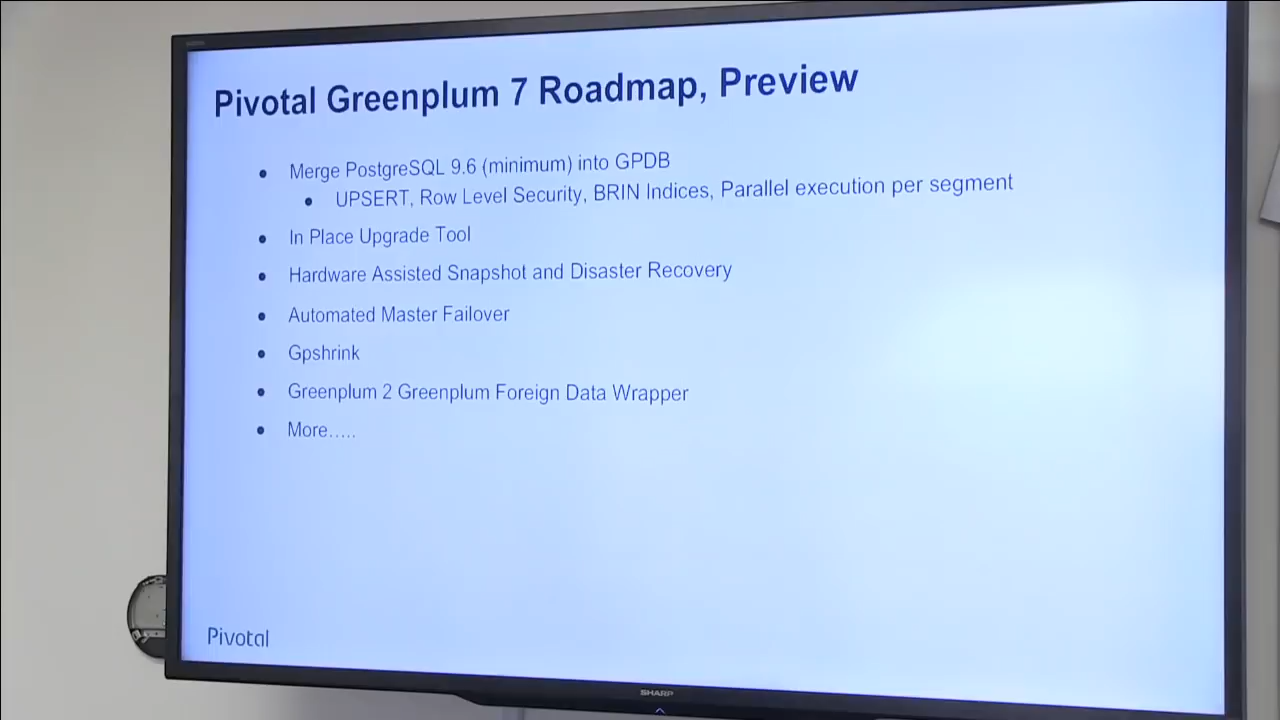 Pivotal Greenplum 7 Roadmap, Preview
• Merge PostgreSQL 9.6 (minimum) into GPDB
• UPSERT, Row Level Security, BRIN Indices, Parallel execution per segment
• In Place Upgrade Tool
• Hardware Assisted Snapshot and Disaster Recovery
• Automated Master Failover
• Gpshrink
• Greenplum 2 Greenplum Foreign Data Wrapper
• More.....
Pivotal
SHARP